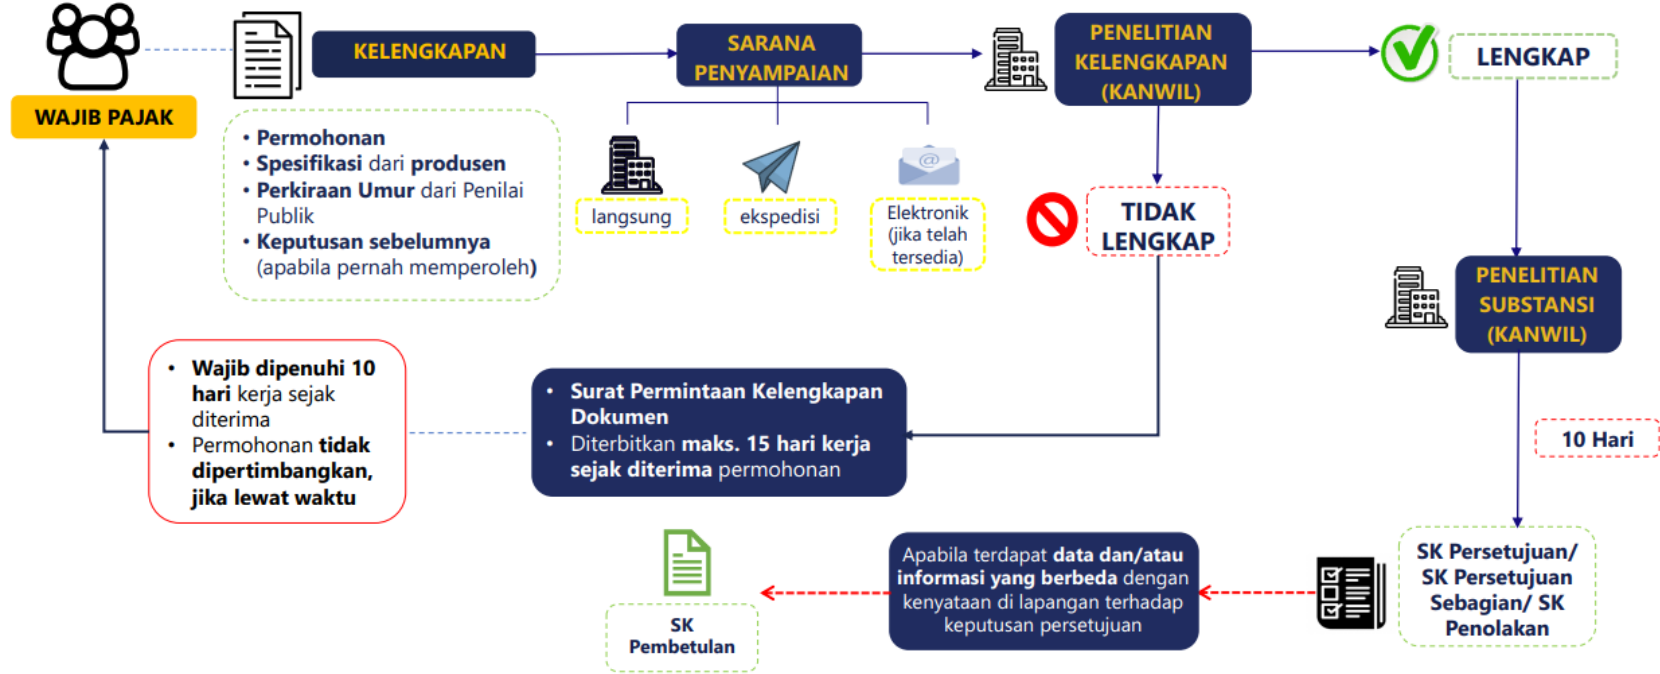 WAJIB PAJAK
KELENGKAPAN
• Permohonan
• Spesifikasi dari produsen
• Perkiraan Umur dari Penilai
Publik
• Keputusan sebelumnya
(apabila pernah memperoleh)
SARANA
PENYAMPAIAN
langsung
ekspedisi
@
Elektronik
(jika telah
tersedia)
PENELITIAN
KELENGKAPAN
(KANWIL)
LENGKAP
TIDAK
LENGKAP
PENELITIAN
SUBSTANSI
(KANWIL)
• Wajib dipenuhi 10
hari kerja sejak
diterima
• Permohonan tidak
dipertimbangkan,
jika lewat waktu
• Surat Permintaan Kelengkapan
Dokumen
• Diterbitkan maks. 15 hari kerja
sejak diterima permohonan
10 Hari
SK Persetujuan/
SK Persetujuan
Sebagian/ SK
Penolakan
Apabila terdapat data dan/atau
informasi yang berbeda dengan
kenyataan di lapangan terhadap
keputusan persetujuan
SK
Pembetulan